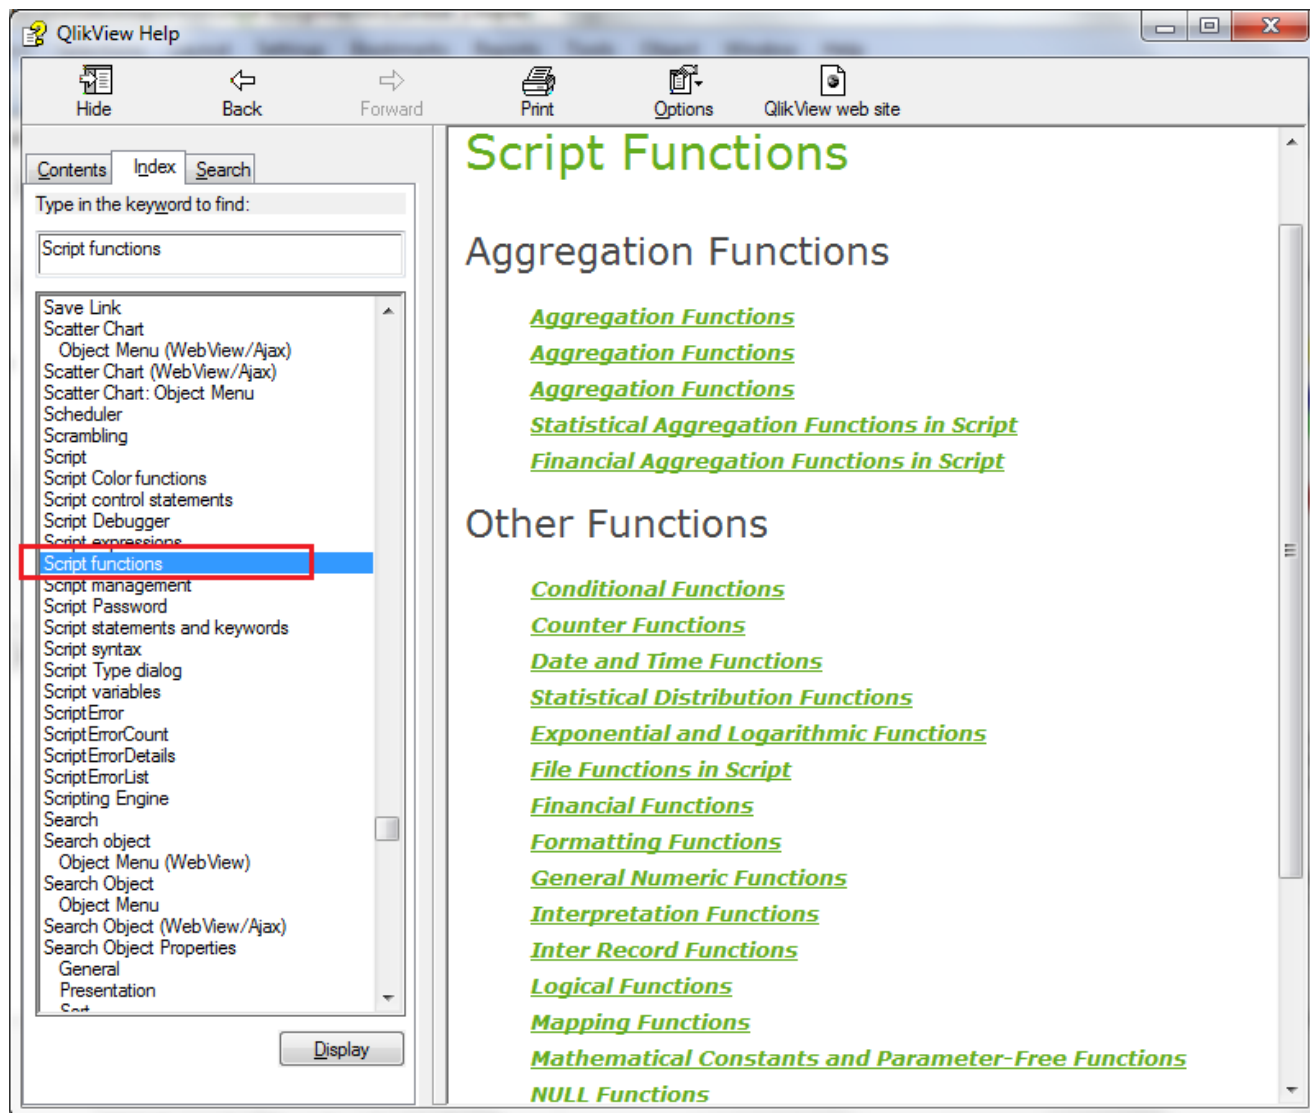 QlikView Help
Hide Back Forward Print Options QlikView web site
Contents Index Search
Type in the keyword to find:
Script functions
Save Link
Scatter Chart
Object Menu (WebView/Ajax)
Scatter Chart (WebView/Ajax)
Scatter Chart: Object Menu
Scheduler
Scrambling
Script
Script Color functions
Script control statements
Script Debugger
Script expressions
Script functions
Script management
Script Password
Script statements and keywords
Script syntax
Script Type dialog
Script variables
ScriptError
ScriptErrorCount
ScriptErrorDetails
ScriptErrorList
Scripting Engine
Search
Search object
Object Menu (WebView)
Search Object
Object Menu
Search Object (WebView/Ajax)
Search Object Properties
General
Presentation
Sort
Display
Script Functions
Aggregation Functions
Aggregation Functions
Aggregation Functions
Aggregation Functions
Statistical Aggregation Functions in Script
Financial Aggregation Functions in Script
Other Functions
Conditional Functions
Counter Functions
Date and Time Functions
Statistical Distribution Functions
Exponential and Logarithmic Functions
File Functions in Script
Financial Functions
Formatting Functions
General Numeric Functions
Interpretation Functions
Inter Record Functions
Logical Functions
Mapping Functions
Mathematical Constants and Parameter-Free Functions
NULL Functions